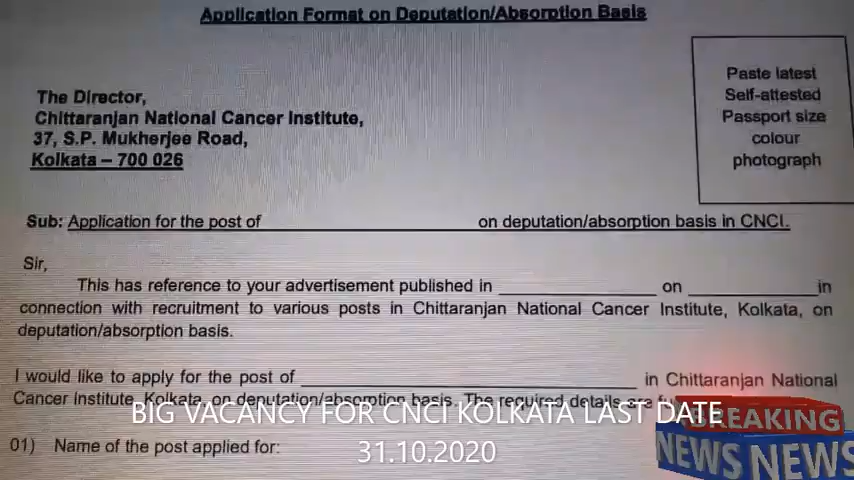 Application Format on Deputation/Absorption Basis
The Director,
Chittaranjan National Cancer Institute,
37, S.P. Mukherjee Road,
Kolkata – 700 026
Paste latest
Self-attested
Passport size
colour
photograph
Sub: Application for the post of ____________ on deputation/absorption basis in CNCI.
Sir,
This has reference to your advertisement published in ____________ on ____________ in
connection with recruitment to various posts in Chittaranjan National Cancer Institute, Kolkata, on
deputation/absorption basis.
I would like to apply for the post of ____________ in Chittaranjan National
Cancer Institute, Kolkata, on deputation/absorption basis. The required details are
01) Name of the post applied for:
BIG VACANCY FOR CNCI KOLKATA LAST DATE
31.10.2020
BREAKING
NEWS NEWS